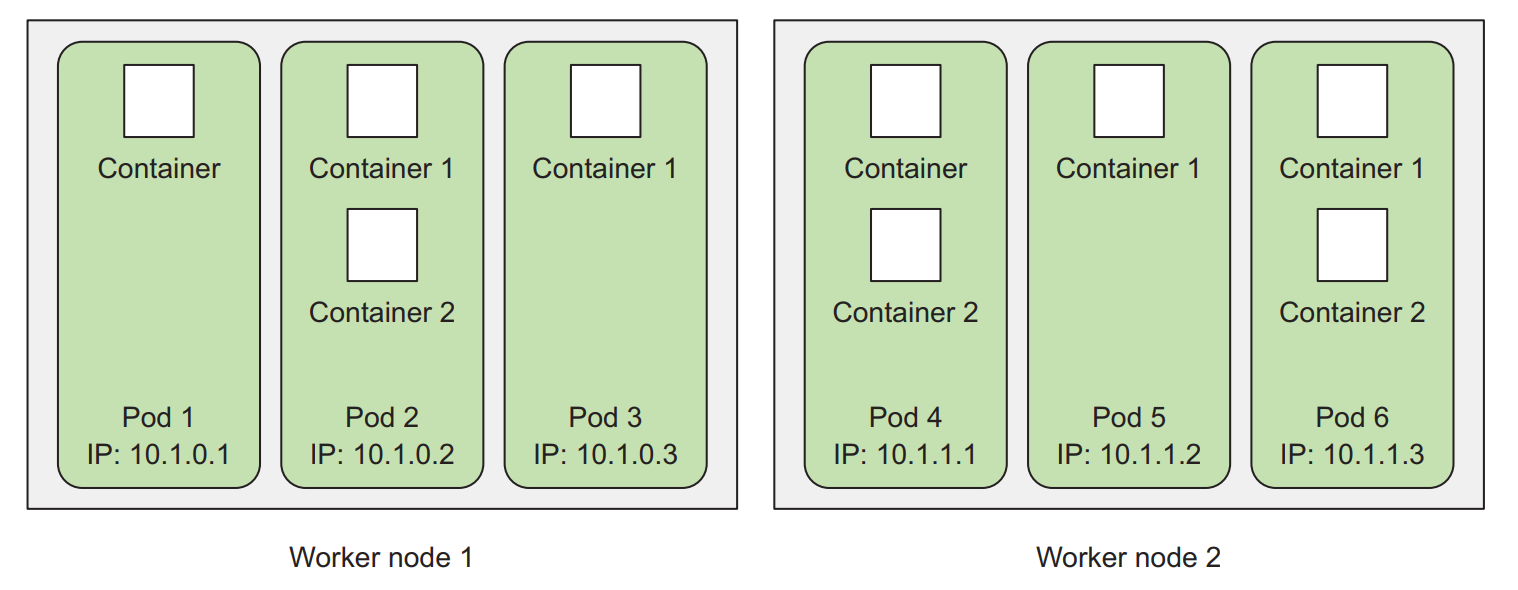 Container
Container 1
Container 2
Container 1
Pod 1
IP: 10.1.0.1
Pod 2
IP: 10.1.0.2
Pod 3
IP: 10.1.0.3
Worker node 1
Container
Container 2
Container 1
Container 1
Container 2
Pod 4
IP: 10.1.1.1
Pod 5
IP: 10.1.1.2
Pod 6
IP: 10.1.1.3
Worker node 2